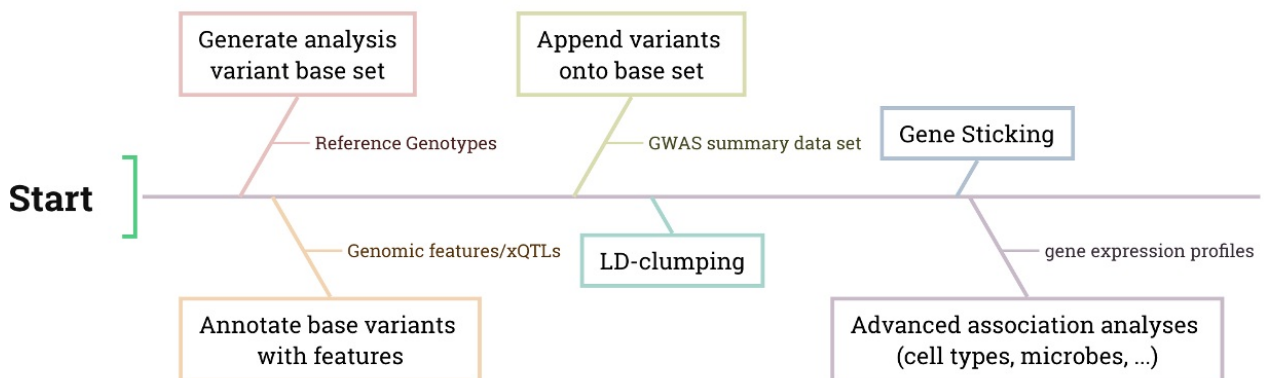 Start
Generate analysis
variant base set
Reference Genotypes
Genomic features/xQTLs
Annotate base variants
with features
Append variants
onto base set
GWAS summary data set
LD-clumping
Gene Sticking
gene expression profiles
Advanced association analyses
(cell types, microbes, ...)